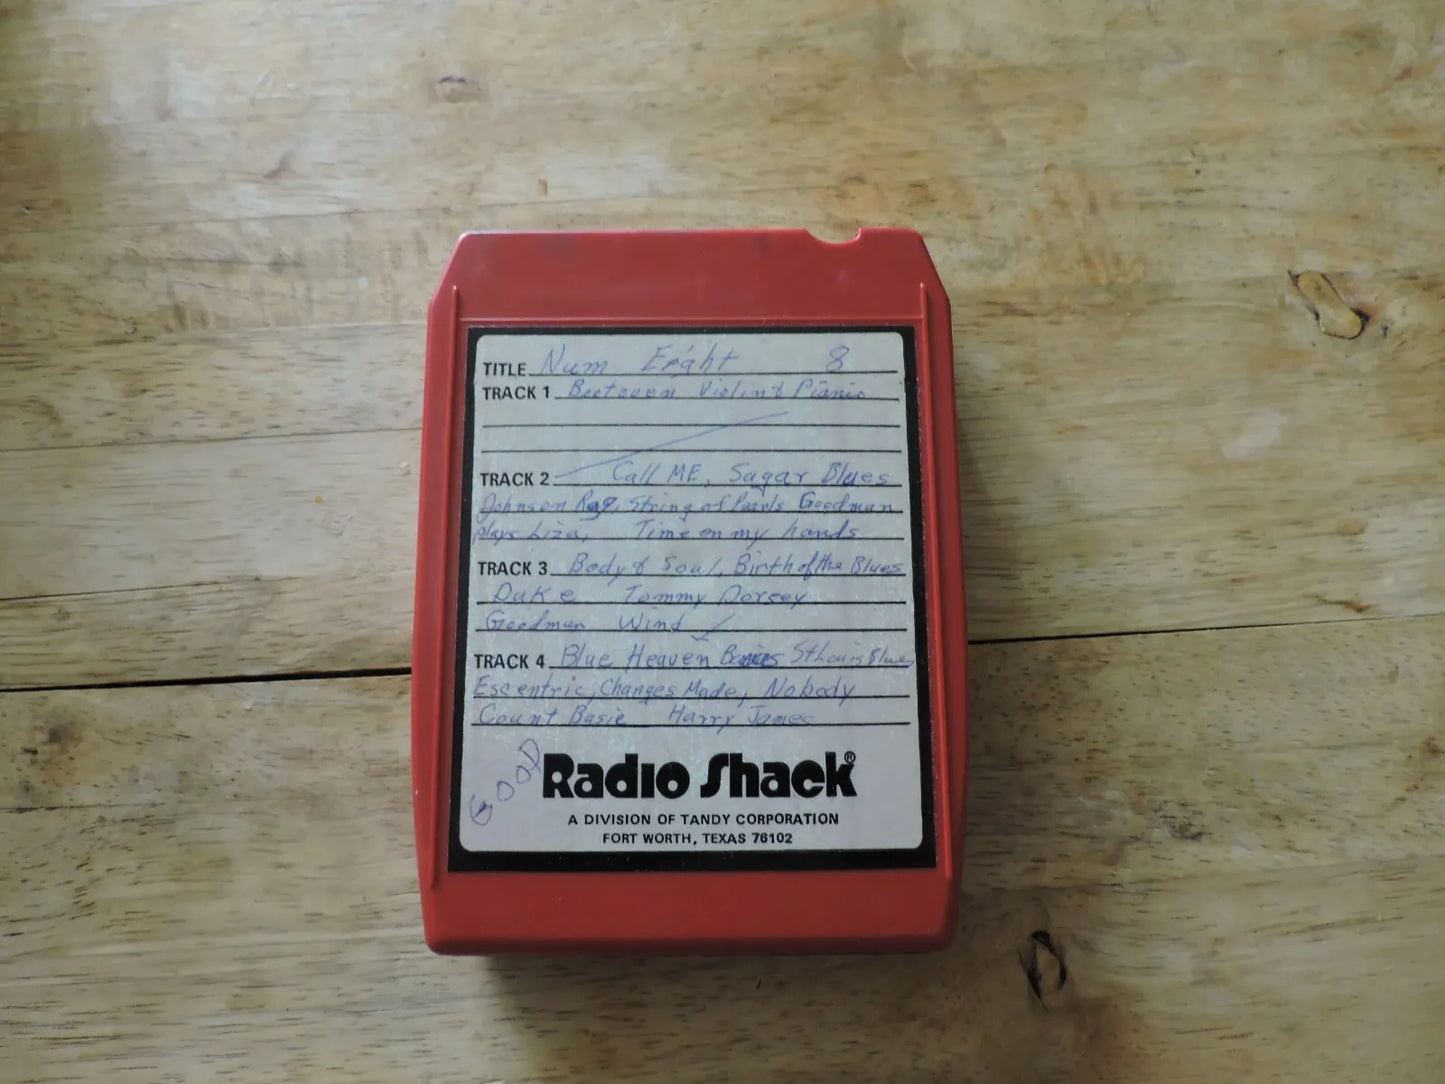 TITLE Num Eight 8
TRACK 1 Beetoven Violin & Pianio
TRACK 2 Call ME, Sugar Blues
Johnson Rag, String of Pearls Goodman
plays Liza, Time on my hands
TRACK 3 Body & Soul, Birth of the Blues
Duke Tommy Dorsey
Goodman Wind
TRACK 4 Blue Heaven St Louis Blues
Escentric, Changes Made, Nobody
Count Basie Harry James
GOOD
Radio Shack®
A DIVISION OF TANDY CORPORATION
FORT WORTH, TEXAS 76102